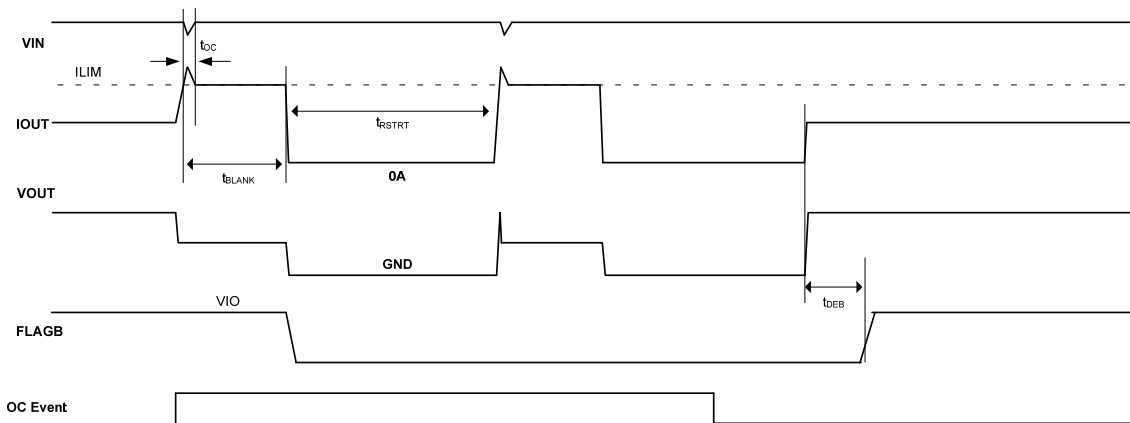 VIN
tOC
ILIM
IOUT
tRSTRT
tBLANK
0A
VOUT
GND
VIO
tDEB
FLAGB
OC Event